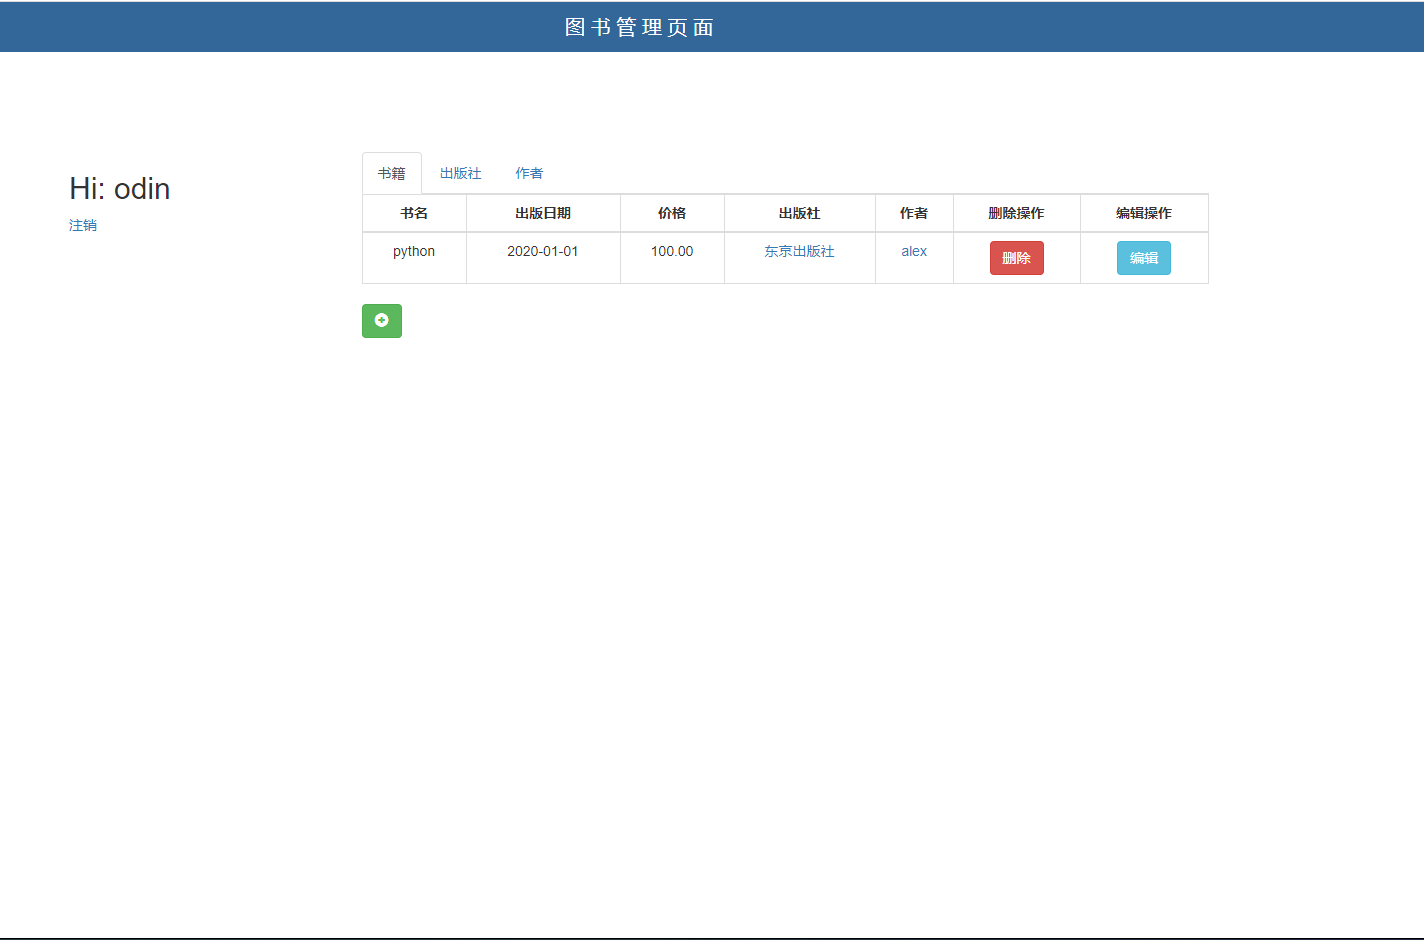 图书管理页面
Hi: odin
注销
书籍 出版社 作者
书名 出版日期 价格 出版社 作者 删除操作 编辑操作
python 2020-01-01 100.00 东京出版社 alex 删除 编辑